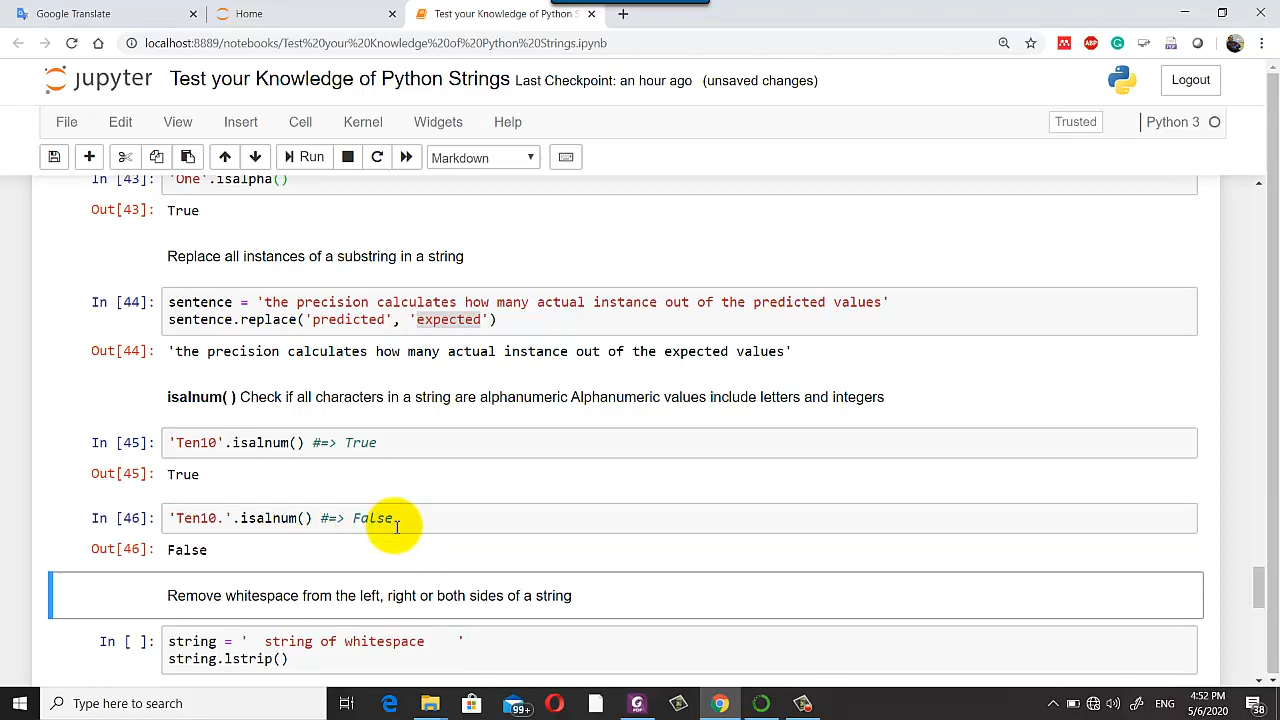 Google Translate
Home
Test your Knowledge of Python S
localhost:8889/notebooks/Test%20your%20Knowledge%20of%20Python%20Strings.ipynb
ABP
jupyter Test your Knowledge of Python Strings Last Checkpoint: an hour ago (unsaved changes)
Logout
File Edit View Insert Cell Kernel Widgets Help
Trusted
Python 3
Run
Markdown
In [43]: 'One'.isalpha()
Out[43]: True
Replace all instances of a substring in a string
In [44]: sentence = 'the precision calculates how many actual instance out of the predicted values'
sentence.replace('predicted', 'expected')
Out[44]: 'the precision calculates how many actual instance out of the expected values'
isalnum( ) Check if all characters in a string are alphanumeric Alphanumeric values include letters and integers
In [45]: 'Ten10'.isalnum() #=> True
Out[45]: True
In [46]: 'Ten10.'.isalnum() #=> False
Out[46]: False
Remove whitespace from the left, right or both sides of a string
In [ ]: string = '  string of whitespace    '
string.lstrip()
Type here to search
99+
ENG
4:52 PM
5/6/2020
38